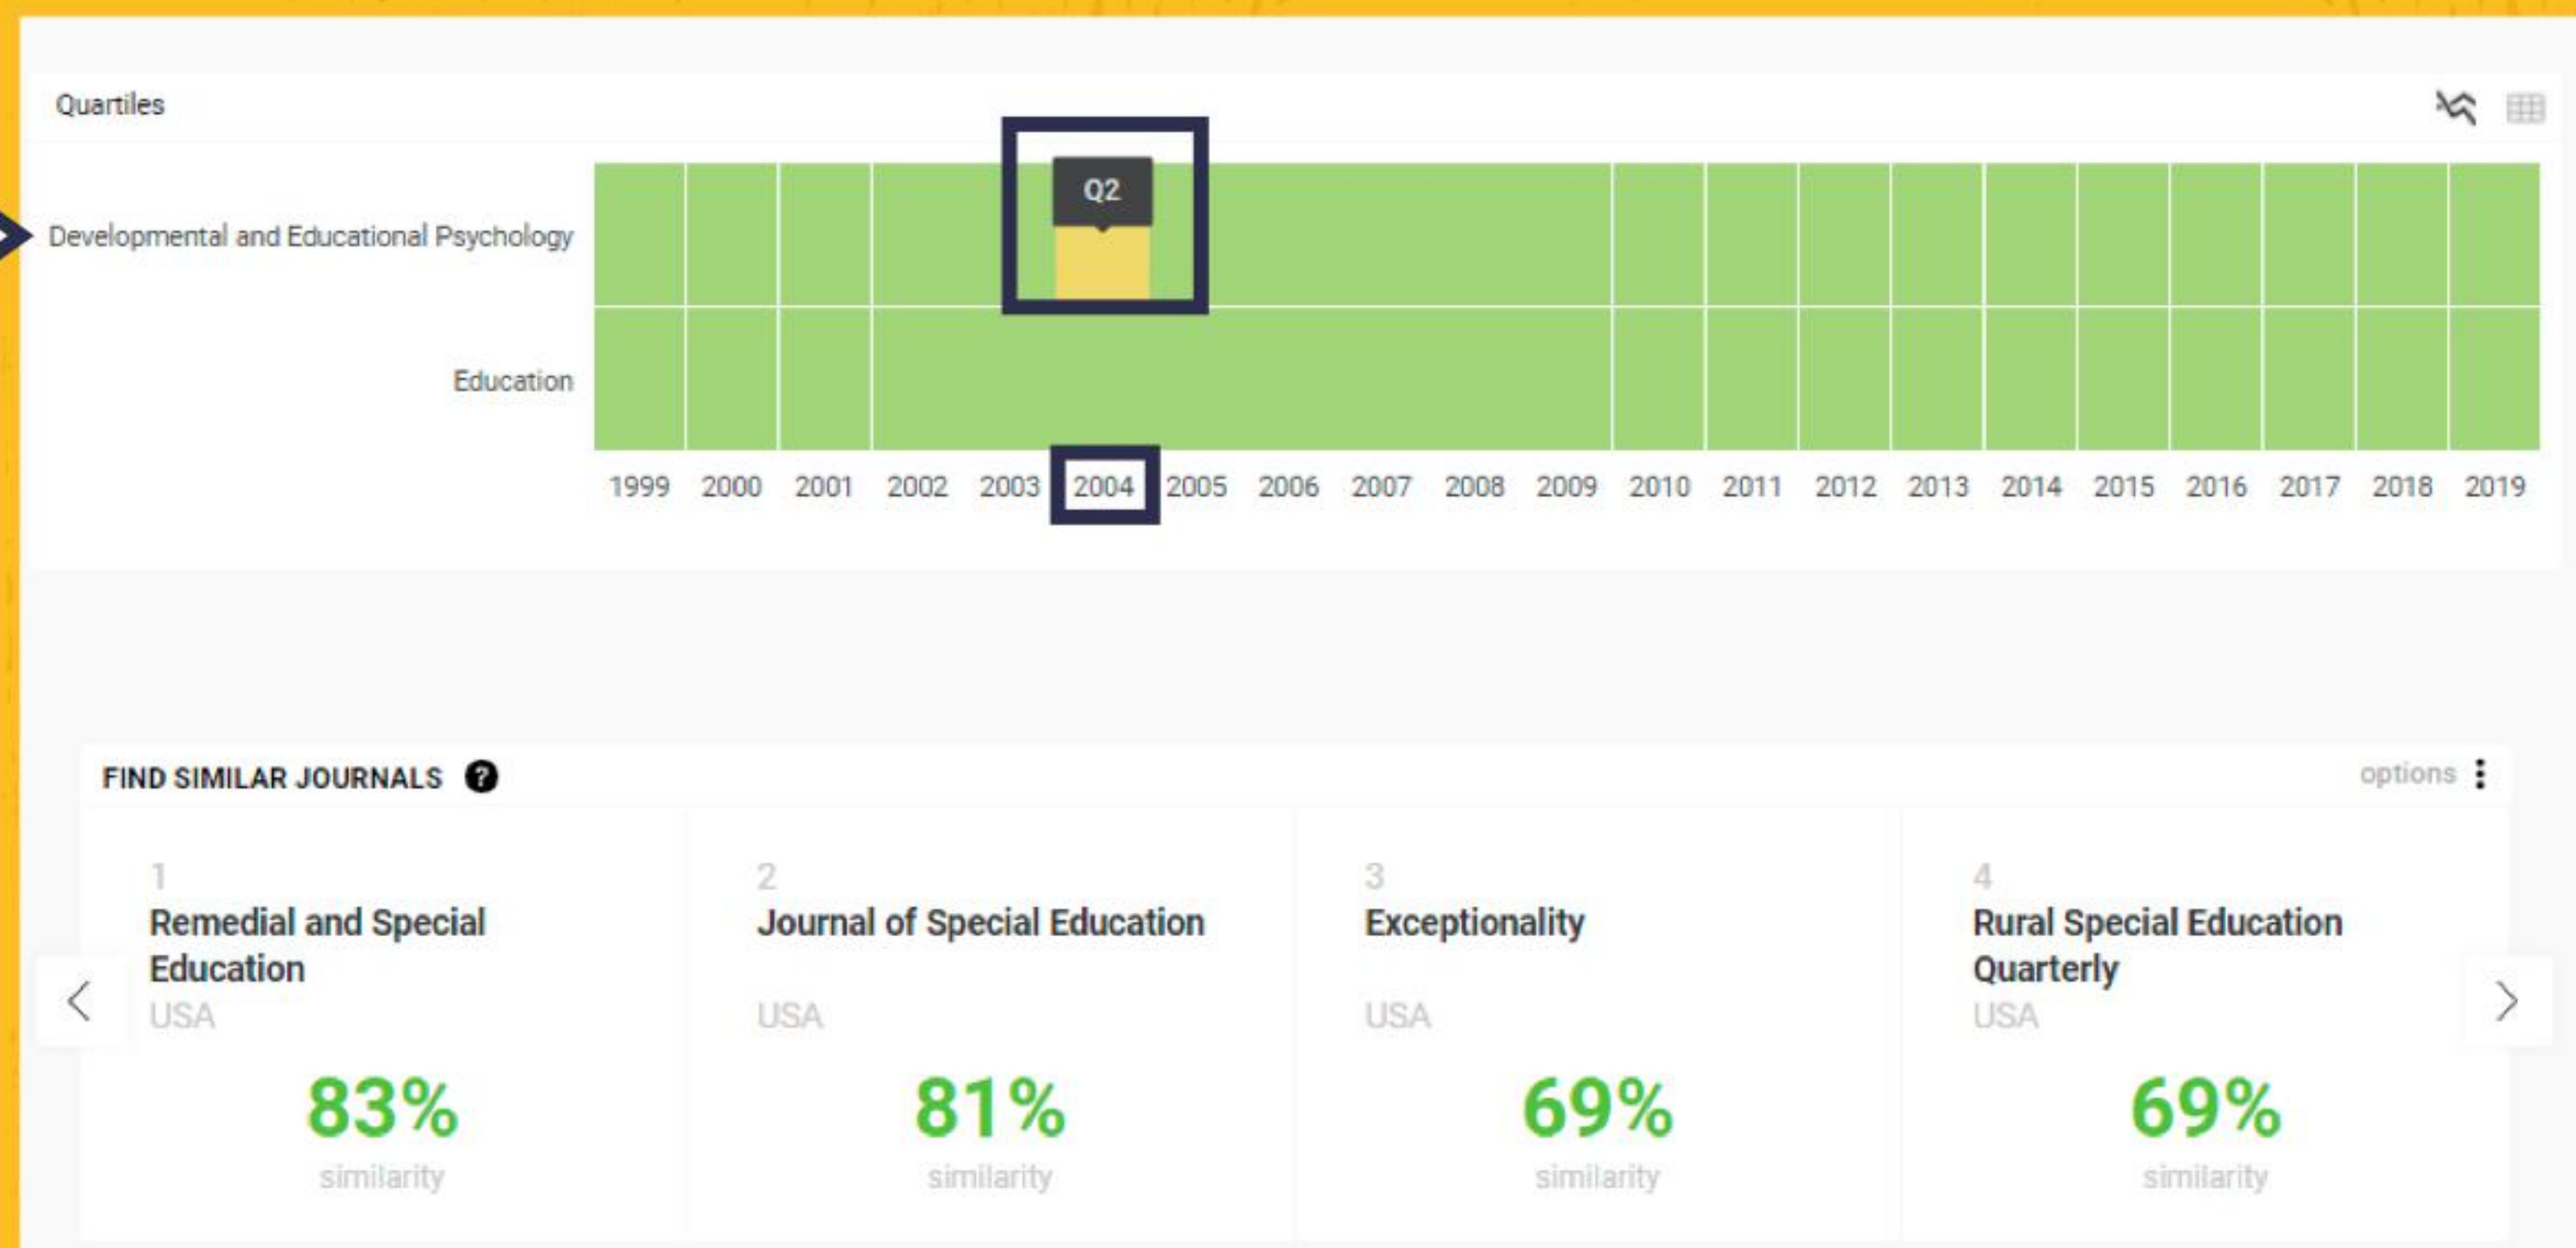 Quartiles
Q2
Developmental and Educational Psychology
Education
1999 2000 2001 2002 2003 2004 2005 2006 2007 2008 2009 2010 2011 2012 2013 2014 2015 2016 2017 2018 2019
FIND SIMILAR JOURNALS ?
options
1
Remedial and Special
Education
USA
83%
similarity
2
Journal of Special Education
USA
81%
similarity
3
Exceptionality
USA
69%
similarity
4
Rural Special Education
Quarterly
USA
69%
similarity